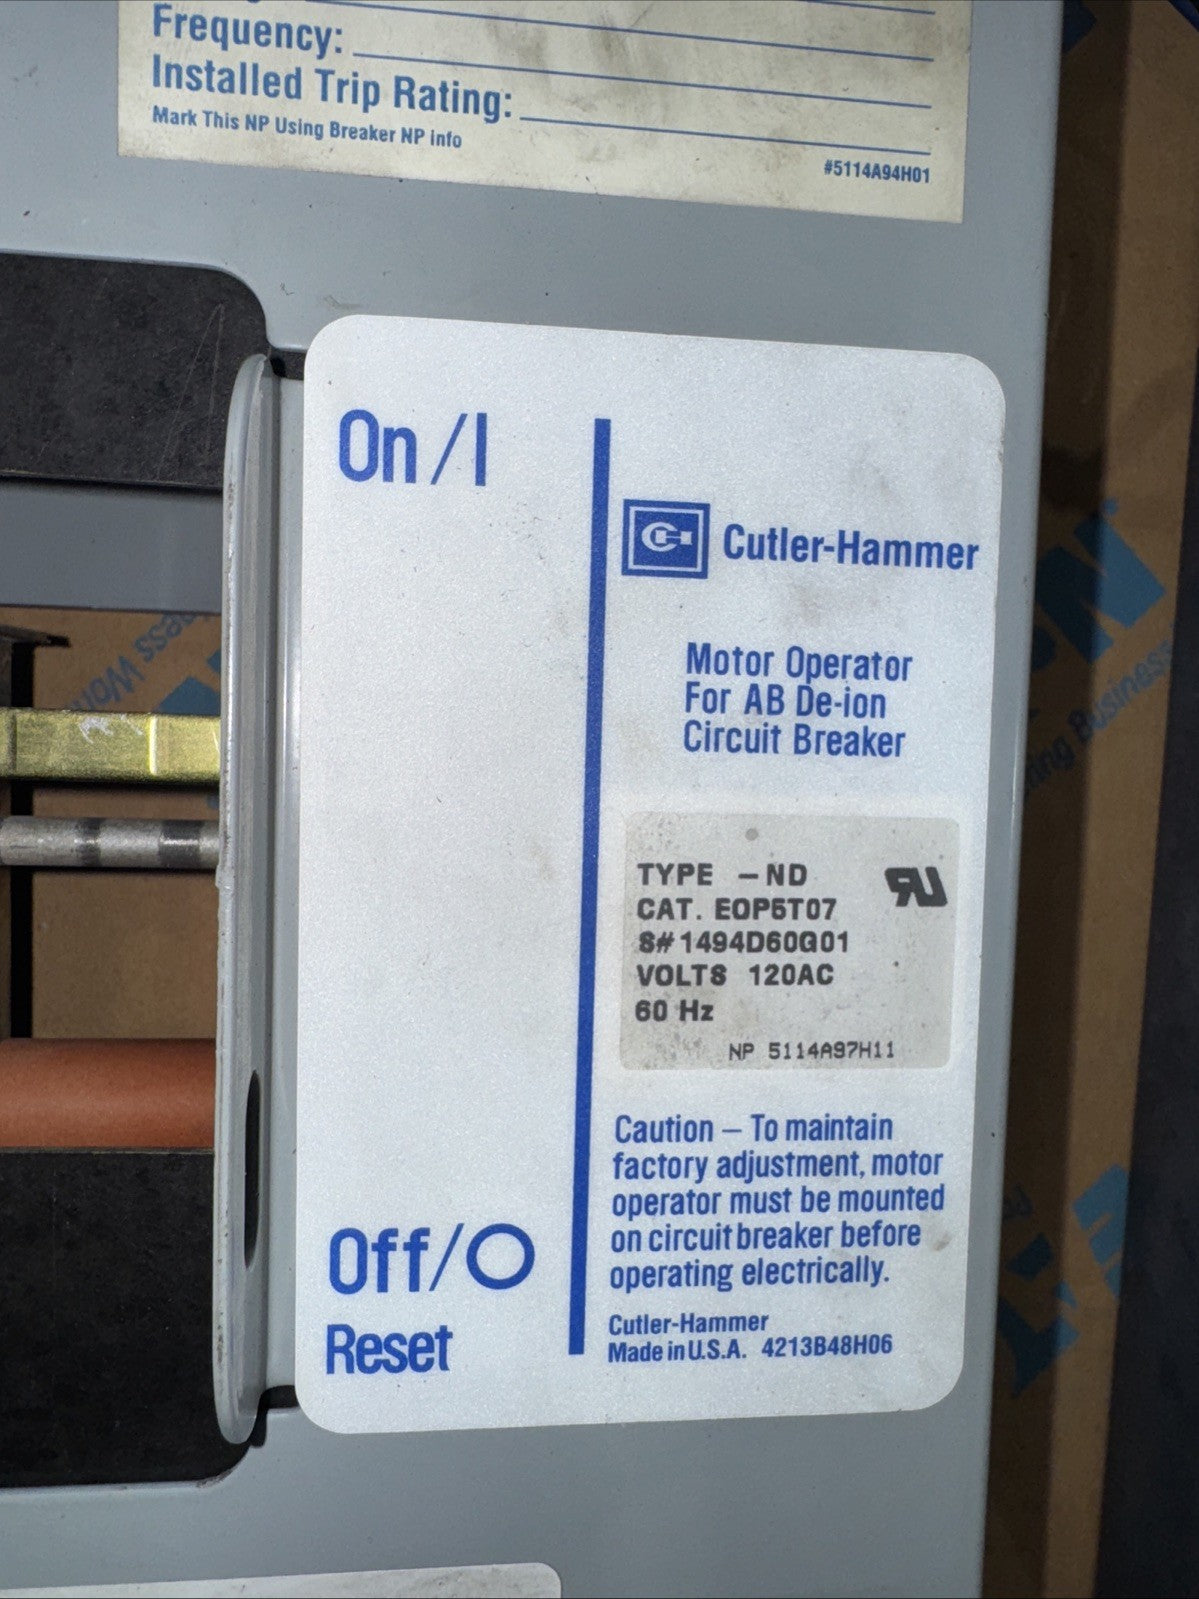 Frequency:
Installed Trip Rating:
Mark This NP Using Breaker NP info
#5114A94H01
On / I
CH Cutler-Hammer
Motor Operator
For AB De-ion
Circuit Breaker
TYPE – ND
CAT. EOP5T07
S# 1494D60G01
VOLTS 120AC
60 Hz
NP 5114A97H11
Caution – To maintain
factory adjustment, motor
operator must be mounted
on circuit breaker before
operating electrically.
Off/O
Reset
Cutler-Hammer
Made in U.S.A. 4213B48H06
Business